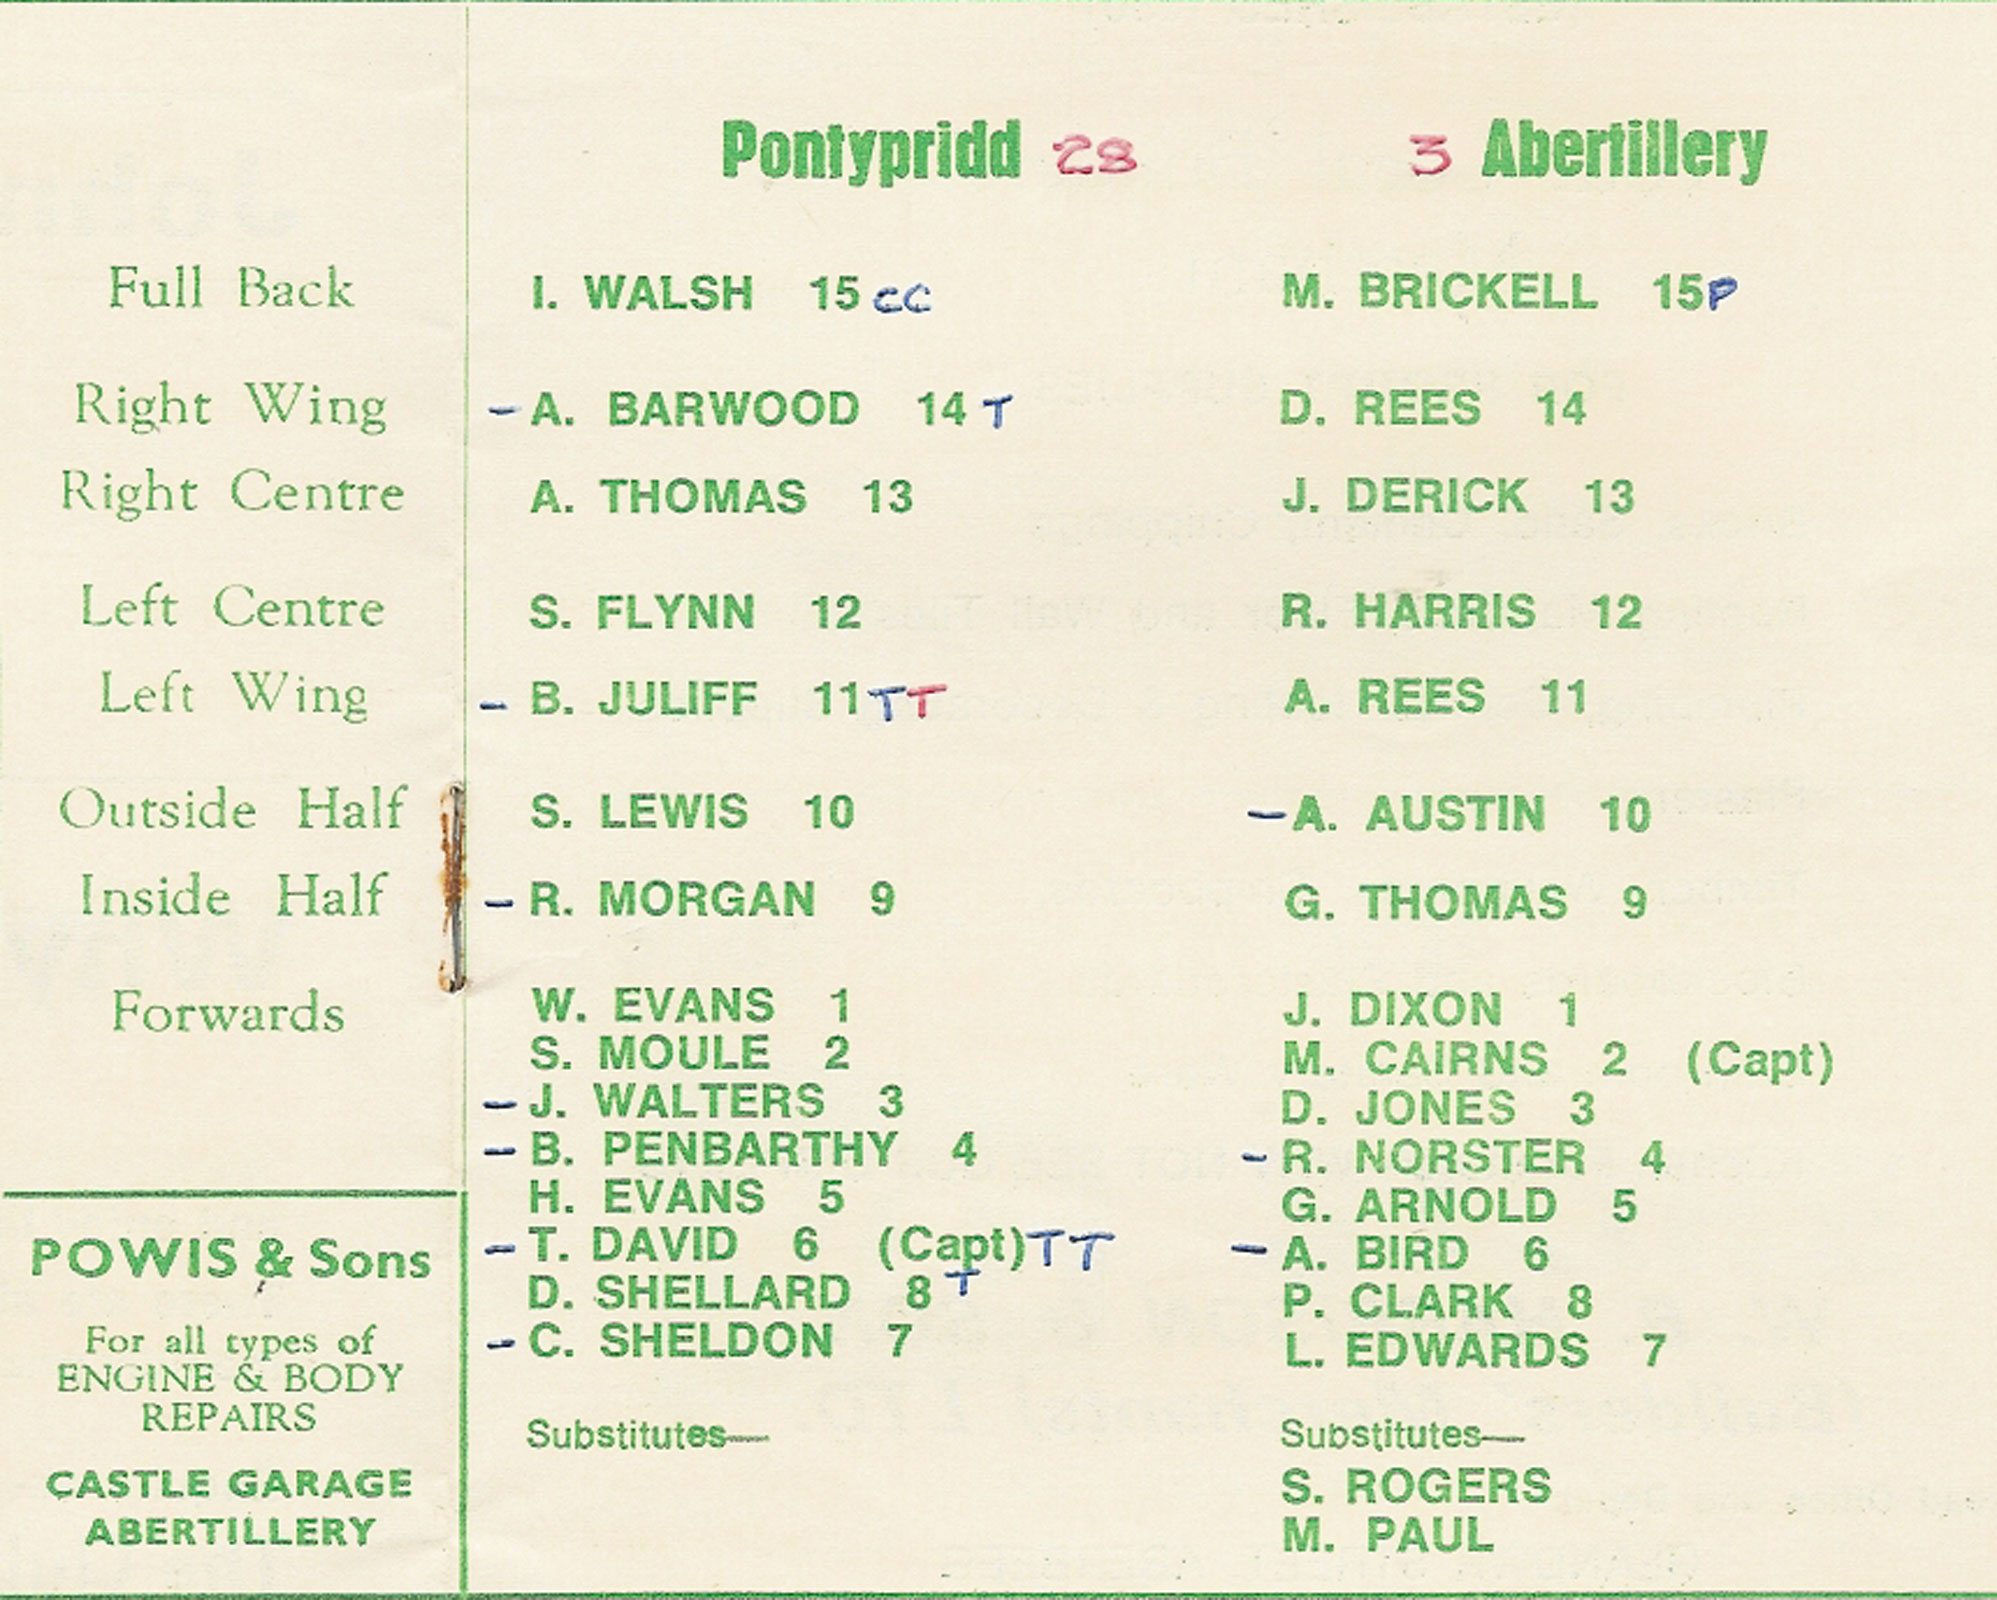 Pontypridd 28 3 Abertillery
Full Back I. WALSH 15 CC M. BRICKELL 15 P
Right Wing - A. BARWOOD 14 T D. REES 14
Right Centre A. THOMAS 13 J. DERICK 13
Left Centre S. FLYNN 12 R. HARRIS 12
Left Wing - B. JULIFF 11 T T A. REES 11
Outside Half S. LEWIS 10 - A. AUSTIN 10
Inside Half - R. MORGAN 9 G. THOMAS 9
Forwards W. EVANS 1 J. DIXON 1
S. MOULE 2 M. CAIRNS 2 (Capt)
- J. WALTERS 3 D. JONES 3
- B. PENBARTHY 4 - R. NORSTER 4
H. EVANS 5 G. ARNOLD 5
- T. DAVID 6 (Capt) T T - A. BIRD 6
D. SHELLARD 8 T P. CLARK 8
- C. SHELDON 7 L. EDWARDS 7
Substitutes— Substitutes—
S. ROGERS
M. PAUL
POWIS & Sons
For all types of
ENGINE & BODY
REPAIRS
CASTLE GARAGE
ABERTILLERY